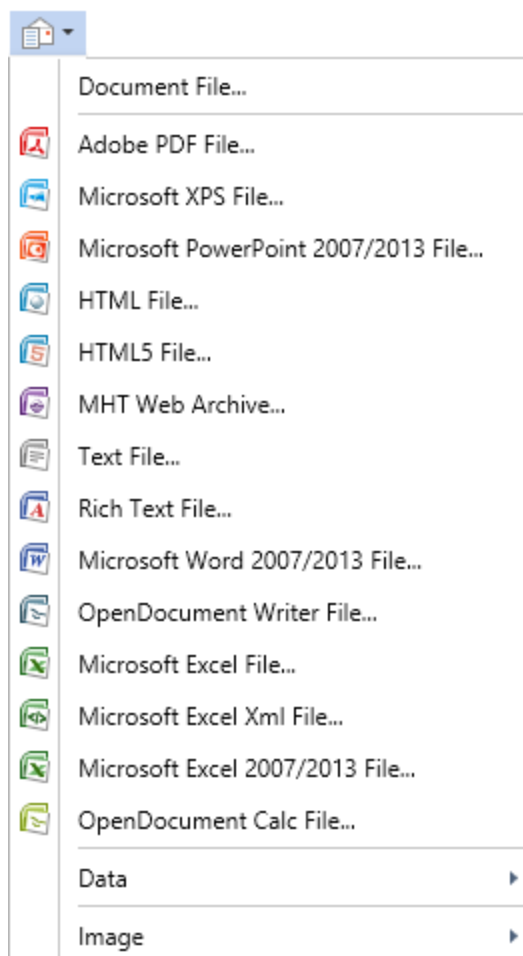 Document File...
Adobe PDF File...
Microsoft XPS File...
Microsoft PowerPoint 2007/2013 File...
HTML File...
HTML5 File...
MHT Web Archive...
Text File...
Rich Text File...
Microsoft Word 2007/2013 File...
OpenDocument Writer File...
Microsoft Excel File...
Microsoft Excel Xml File...
Microsoft Excel 2007/2013 File...
OpenDocument Calc File...
Data
Image